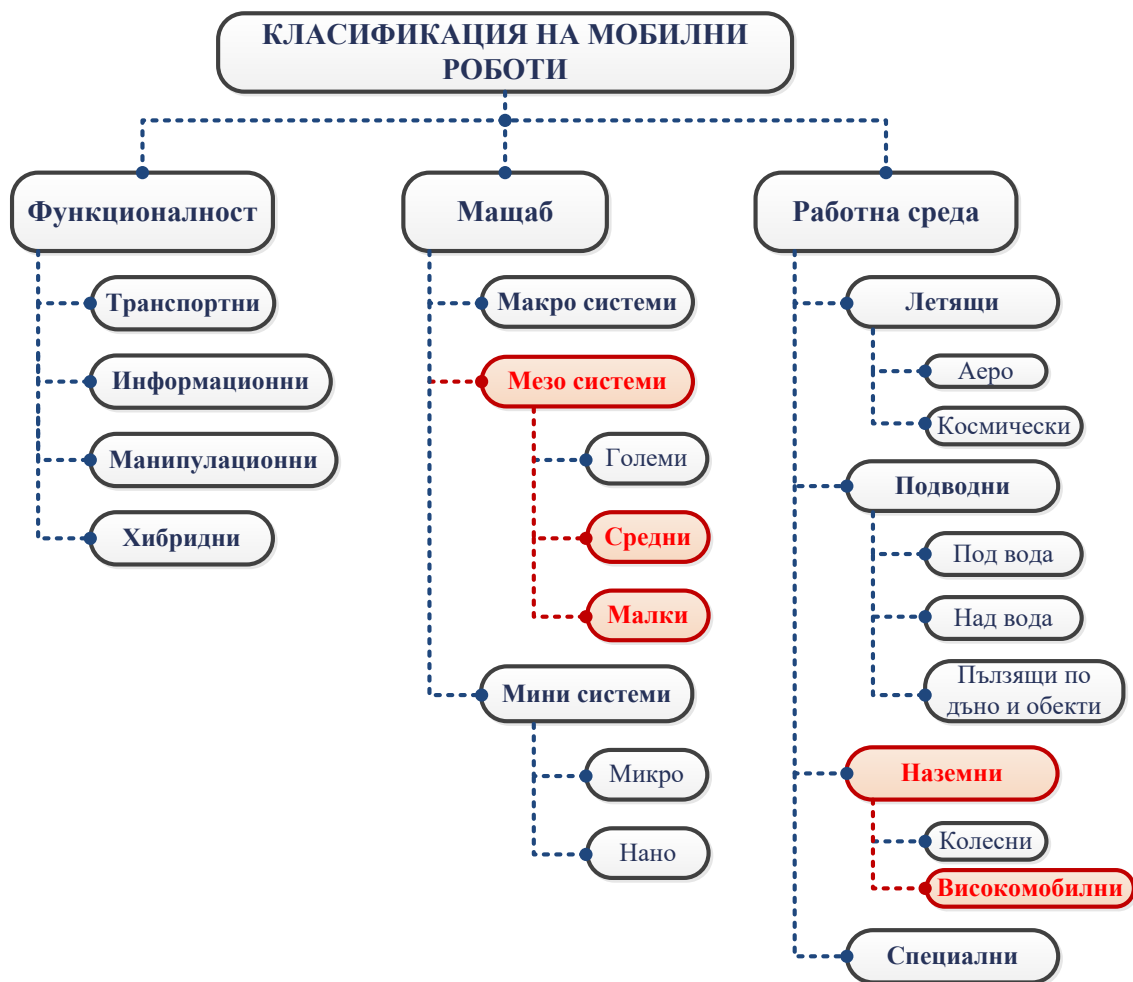 КЛАСИФИКАЦИЯ НА МОБИЛНИ
РОБОТИ
Функционалност
Транспортни
Информационни
Манипулационни
Хибридни
Мащаб
Макро системи
Мезо системи
Големи
Средни
Малки
Мини системи
Микро
Нано
Работна среда
Летящи
Аеро
Космически
Подводни
Под вода
Над вода
Пълзящи по
дъно и обекти
Наземни
Колесни
Високомобилни
Специални